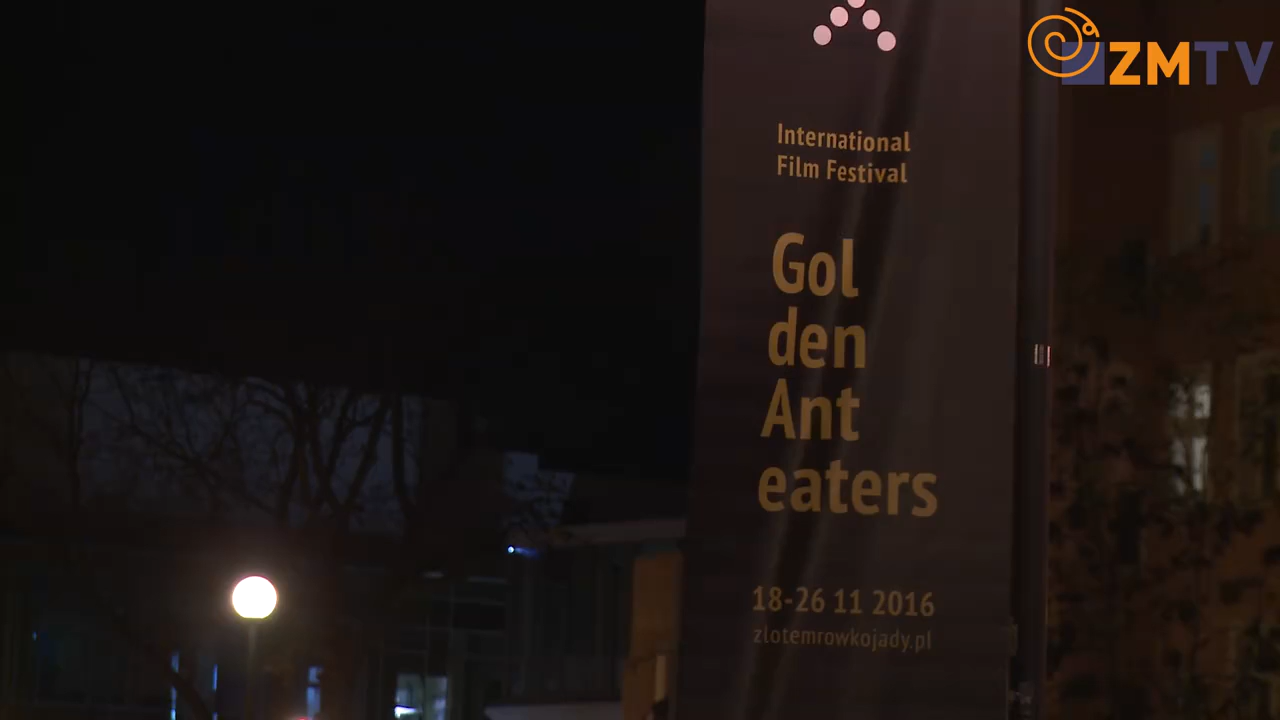 ZMTV
International
Film Festival
Gol
den
Ant
eaters
18-26 11 2016
zlotemrowkojady.pl